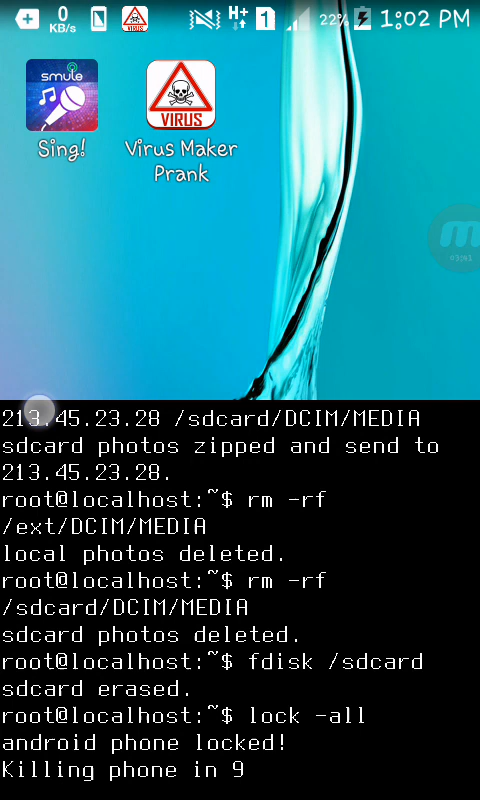 0
KB/s
VIRUS
H+
1
22%
1:02 PM
smule
VIRUS
Sing!
Virus Maker
Prank
213.45.23.28 /sdcard/DCIM/MEDIA
sdcard photos zipped and send to
213.45.23.28.
root@localhost:~$ rm -rf
/ext/DCIM/MEDIA
local photos deleted.
root@localhost:~$ rm -rf
/sdcard/DCIM/MEDIA
sdcard photos deleted.
root@localhost:~$ fdisk /sdcard
sdcard erased.
root@localhost:~$ lock -all
android phone locked!
Killing phone in 9